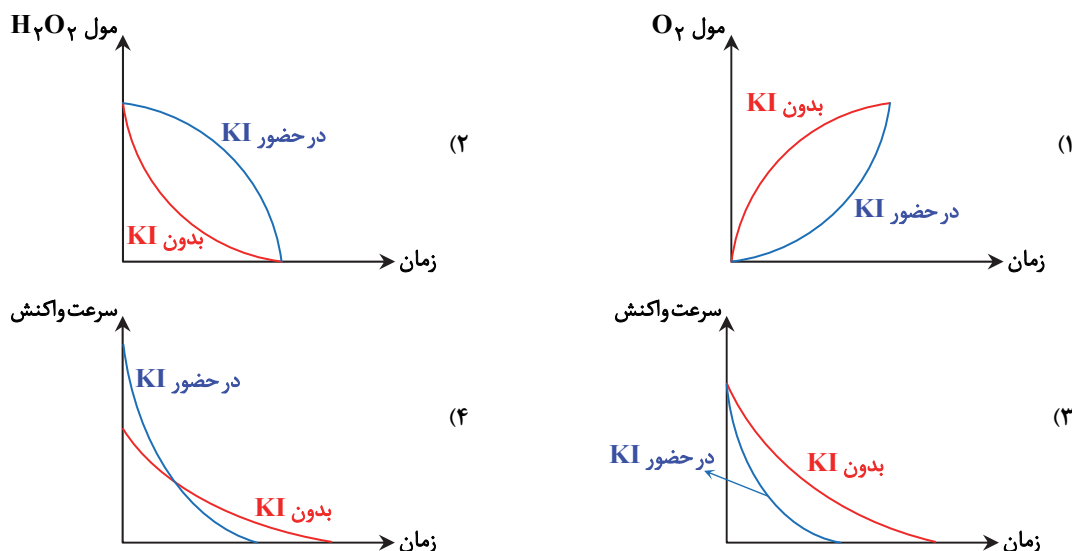 ۱)
مول O۲
بدون KI
در حضور KI
زمان
۲)
مول H۲O۲
در حضور KI
بدون KI
زمان
۳)
سرعت واکنش
بدون KI
در حضور KI
زمان
۴)
سرعت واکنش
در حضور KI
بدون KI
زمان